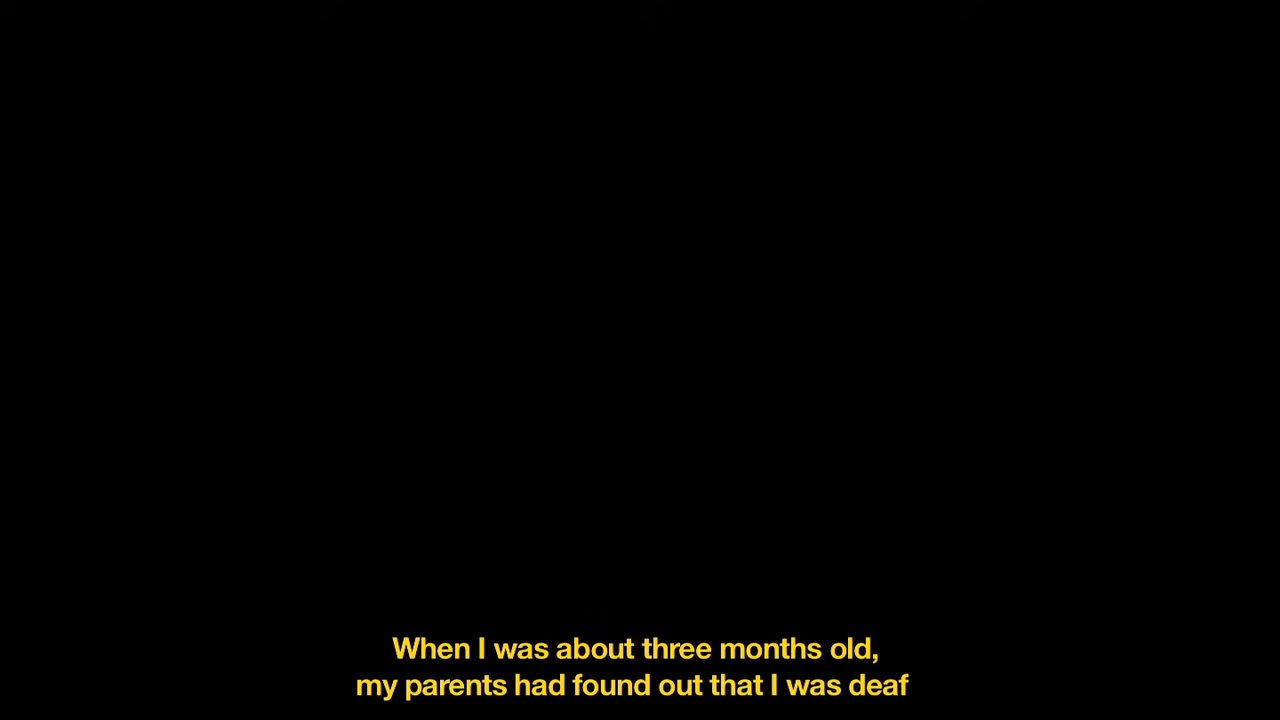 When I was about three months old,
my parents had found out that I was deaf